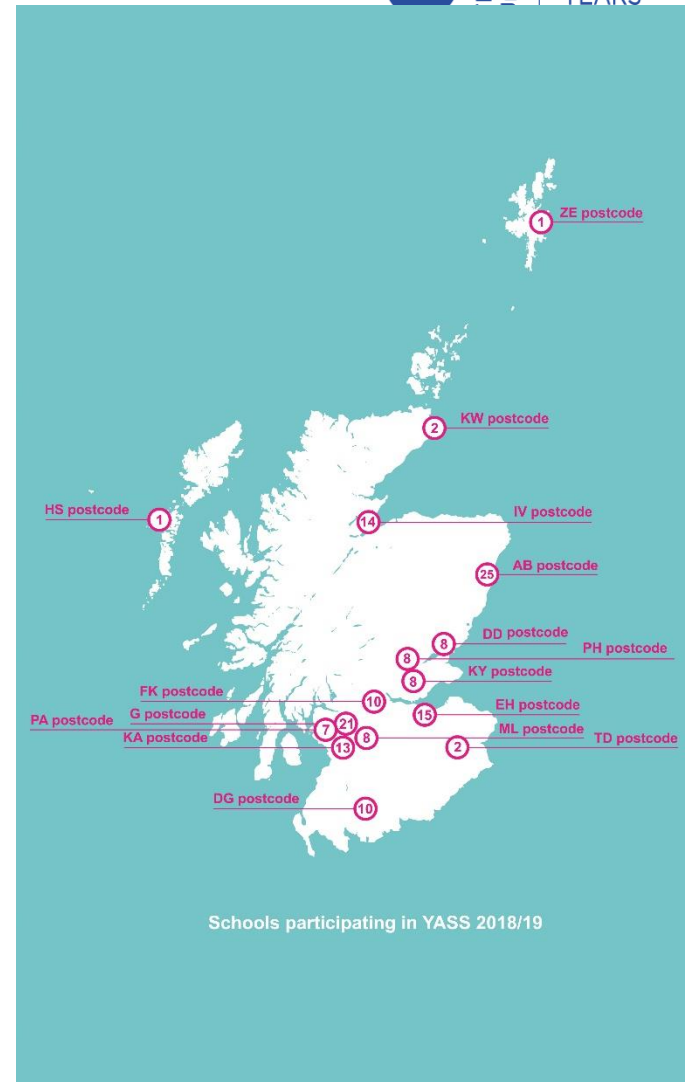 YEARS
ZE postcode
1
KW postcode
2
HS postcode
1
IV postcode
14
AB postcode
25
DD postcode
8
PH postcode
8
KY postcode
8
FK postcode
10
EH postcode
15
G postcode
21
PA postcode
7
ML postcode
8
KA postcode
13
TD postcode
2
DG postcode
10
Schools participating in YASS 2018/19